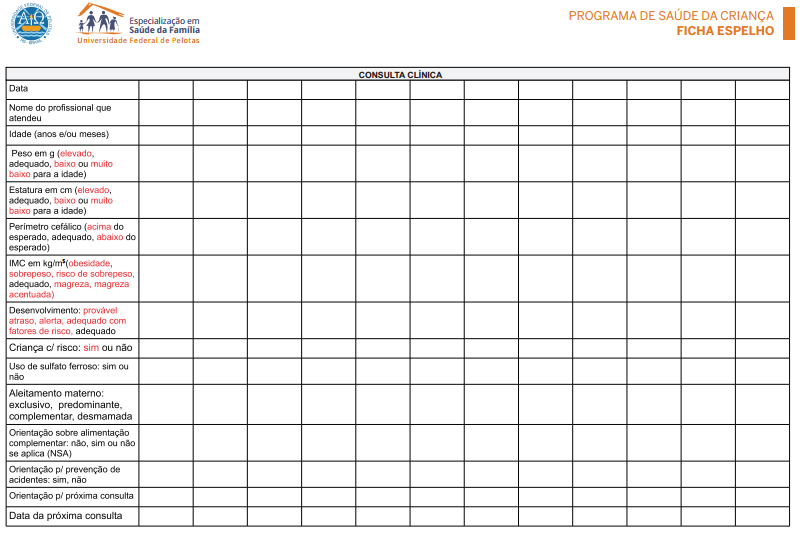 Especialização em
Saúde da Família
Universidade Federal de Pelotas
PROGRAMA DE SAÚDE DA CRIANÇA
FICHA ESPELHO
CONSULTA CLÍNICA
Data
Nome do profissional que
atendeu
Idade (anos e/ou meses)
Peso em g (elevado,
adequado, baixo ou muito
baixo para a idade)
Estatura em cm (elevado,
adequado, baixo ou muito
baixo para a idade)
Perímetro cefálico (acima do
esperado, adequado, abaixo do
esperado)
IMC em kg/m² (obesidade,
sobrepeso, risco de sobrepeso,
adequado, magreza, magreza
acentuada)
Desenvolvimento: provável
atraso, alerta, adequado com
fatores de risco, adequado
Criança c/ risco: sim ou não
Uso de sulfato ferroso: sim ou
não
Aleitamento materno:
exclusivo, predominante,
complementar, desmamada
Orientação sobre alimentação
complementar: não, sim ou não
se aplica (NSA)
Orientação p/ prevenção de
acidentes: sim, não
Orientação p/ próxima consulta
Data da próxima consulta